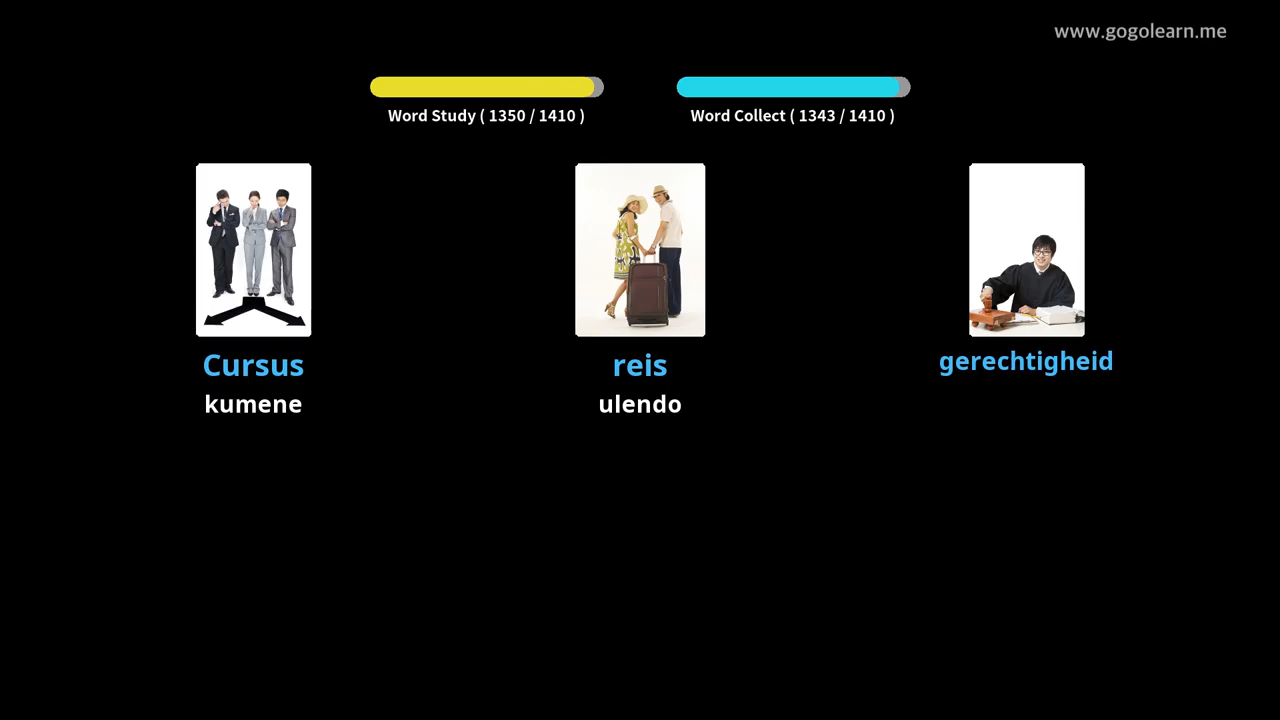 www.gogolearn.me
Word Study ( 1350 / 1410 )
Word Collect ( 1343 / 1410 )
Cursus
kumene
reis
ulendo
gerechtigheid